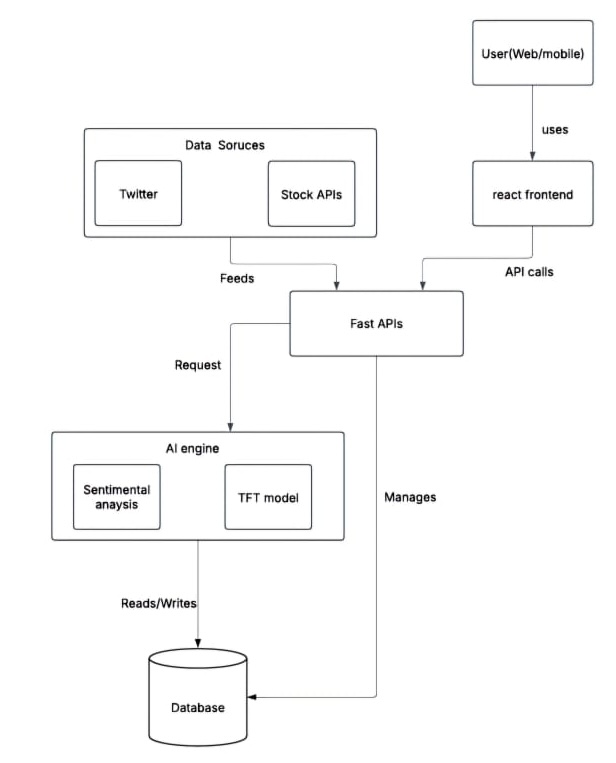 User(Web/mobile)
uses
Data Soruces
Twitter
Stock APIs
react frontend
Feeds
API calls
Fast APIs
Request
AI engine
Sentimental
anaysis
TFT model
Manages
Reads/Writes
Database